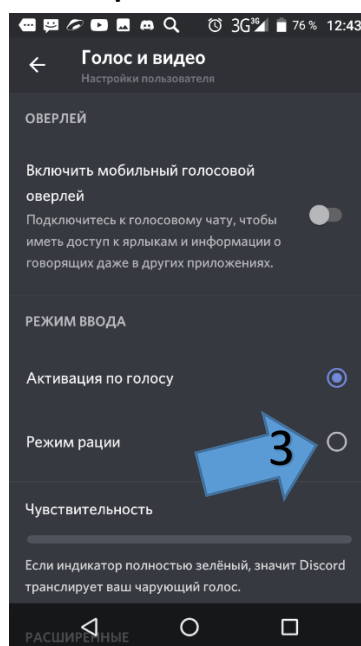 3G 36 76 % 12:43
Голос и видео
Настройки пользователя
ОВЕРЛЕЙ
Включить мобильный голосовой
оверлей
Подключитесь к голосовому чату, чтобы
иметь доступ к ярлыкам и информации о
говорящих даже в других приложениях.
РЕЖИМ ВВОДА
Активация по голосу
Режим рации
3
Чувствительность
Если индикатор полностью зелёный, значит Discord
транслирует ваш чарующий голос.
РАСШИРЕННЫЕ